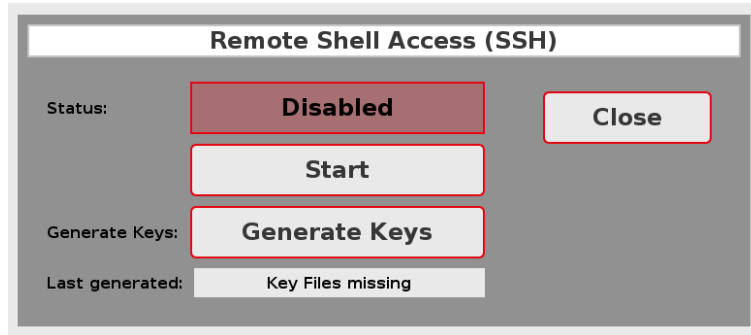 Remote Shell Access (SSH)
Status:
Disabled
Close
Start
Generate Keys:
Generate Keys
Last generated:
Key Files missing